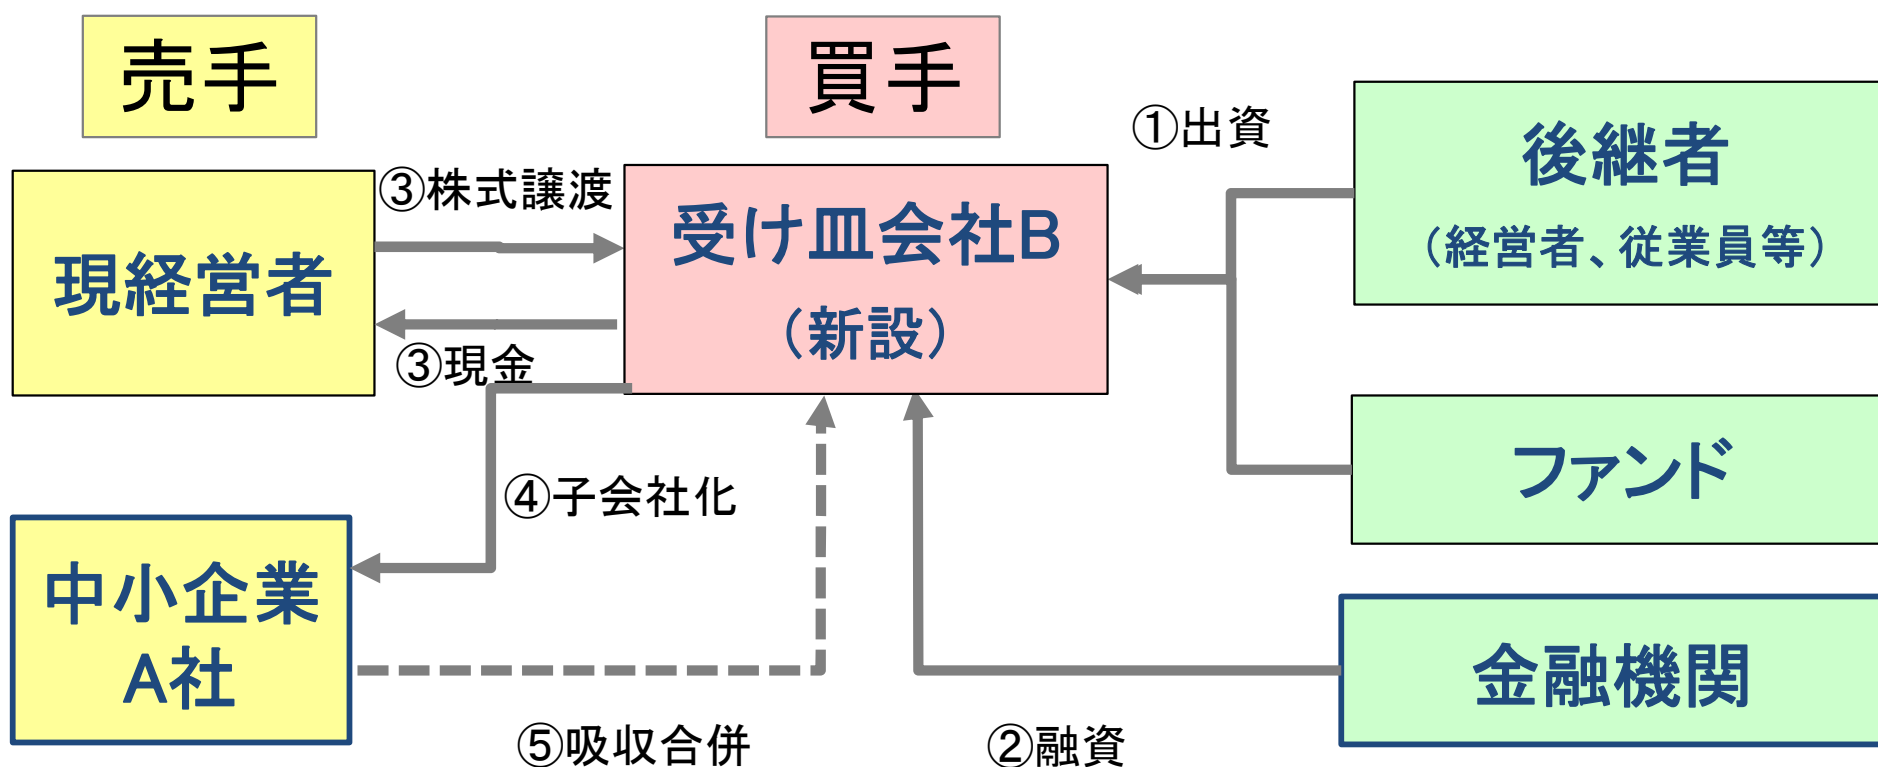 売手
買手
①出資
後継者
（経営者、従業員等）
③株式譲渡
現経営者
受け皿会社B
（新設）
③現金
ファンド
④子会社化
中小企業
A社
金融機関
⑤吸収合併
②融資